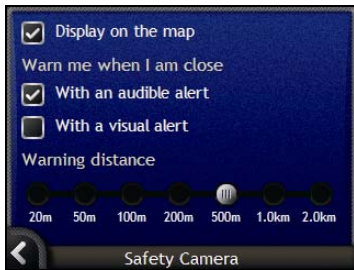 Display on the map
Warn me when I am close
With an audible alert
With a visual alert
Warning distance
20m 50m 100m 200m 500m 1.0km 2.0km
Safety Camera